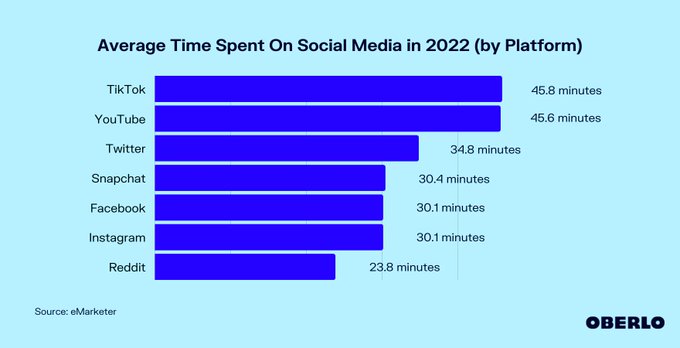 Average Time Spent On Social Media in 2022 (by Platform)
TikTok 45.8 minutes
YouTube 45.6 minutes
Twitter 34.8 minutes
Snapchat 30.4 minutes
Facebook 30.1 minutes
Instagram 30.1 minutes
Reddit 23.8 minutes
Source: eMarketer
OBERLO